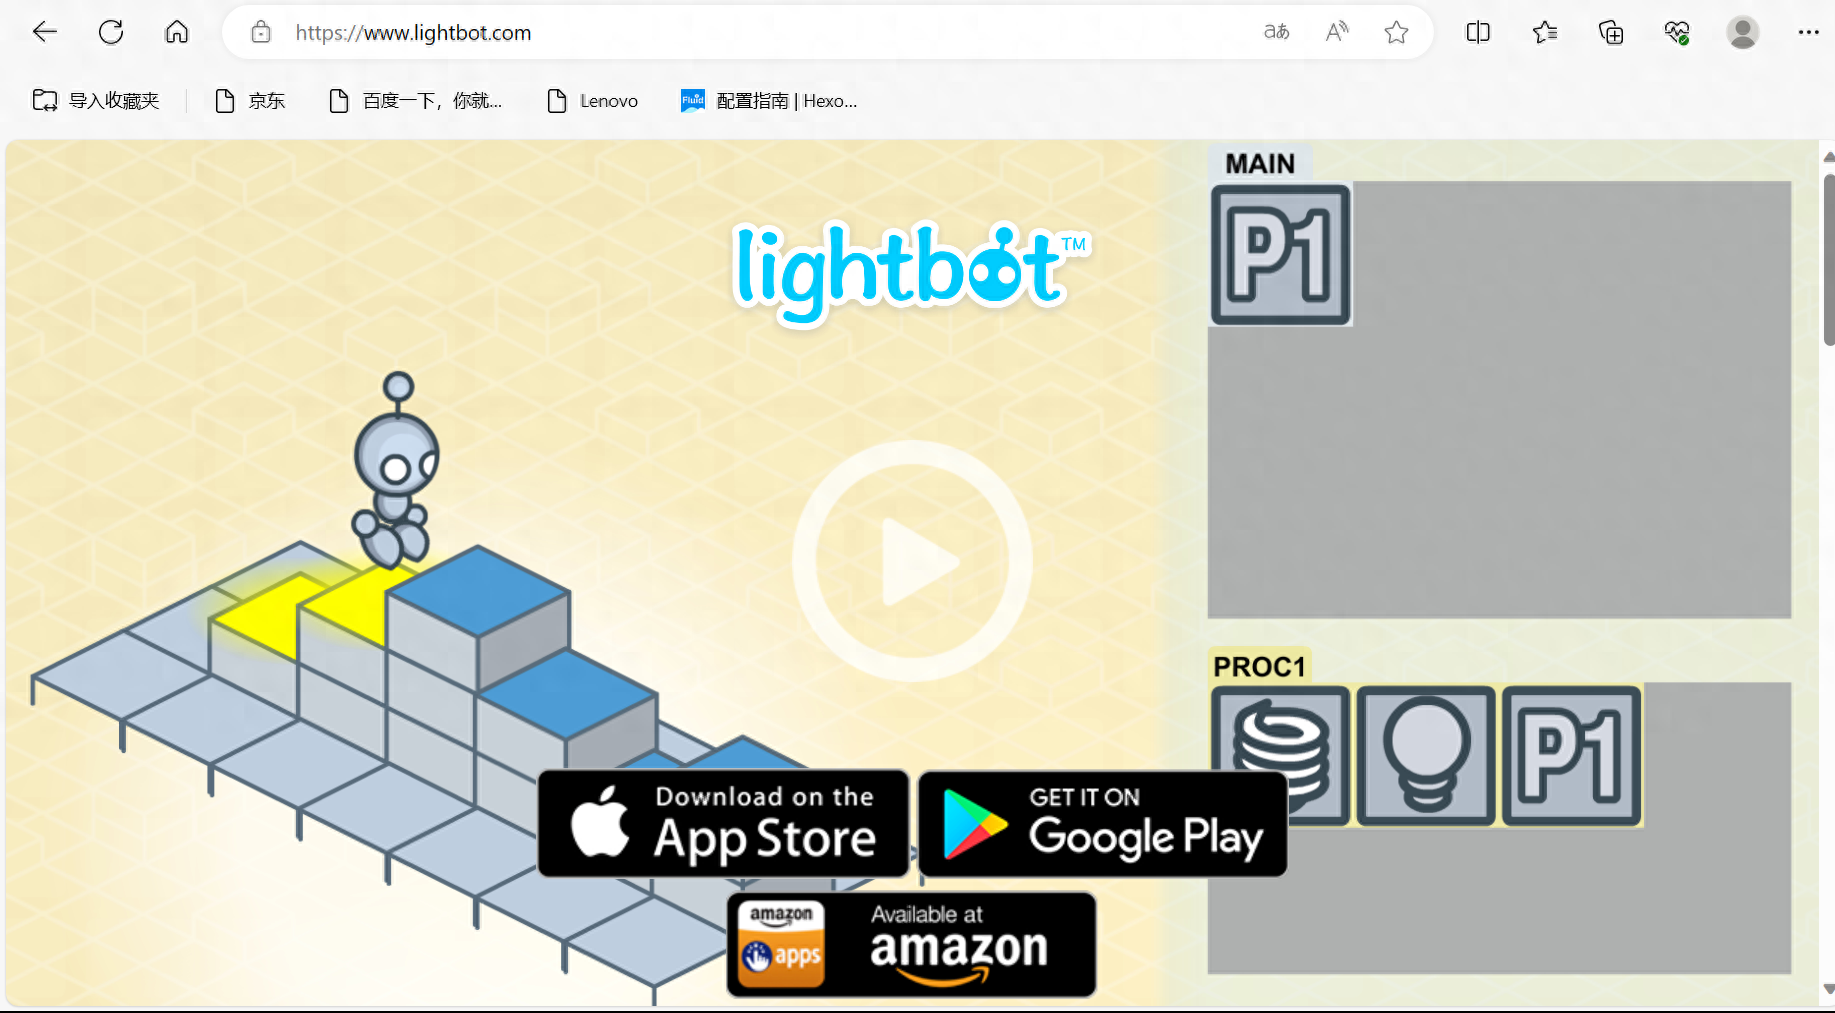 https://www.lightbot.com
aあ
导入收藏夹
京东
百度一下，你就...
Lenovo
Fluid
配置指南 | Hexo...
lightbot™
MAIN
P1
PROC1
P1
Download on the
App Store
GET IT ON
Google Play
amazon
apps
Available at
amazon